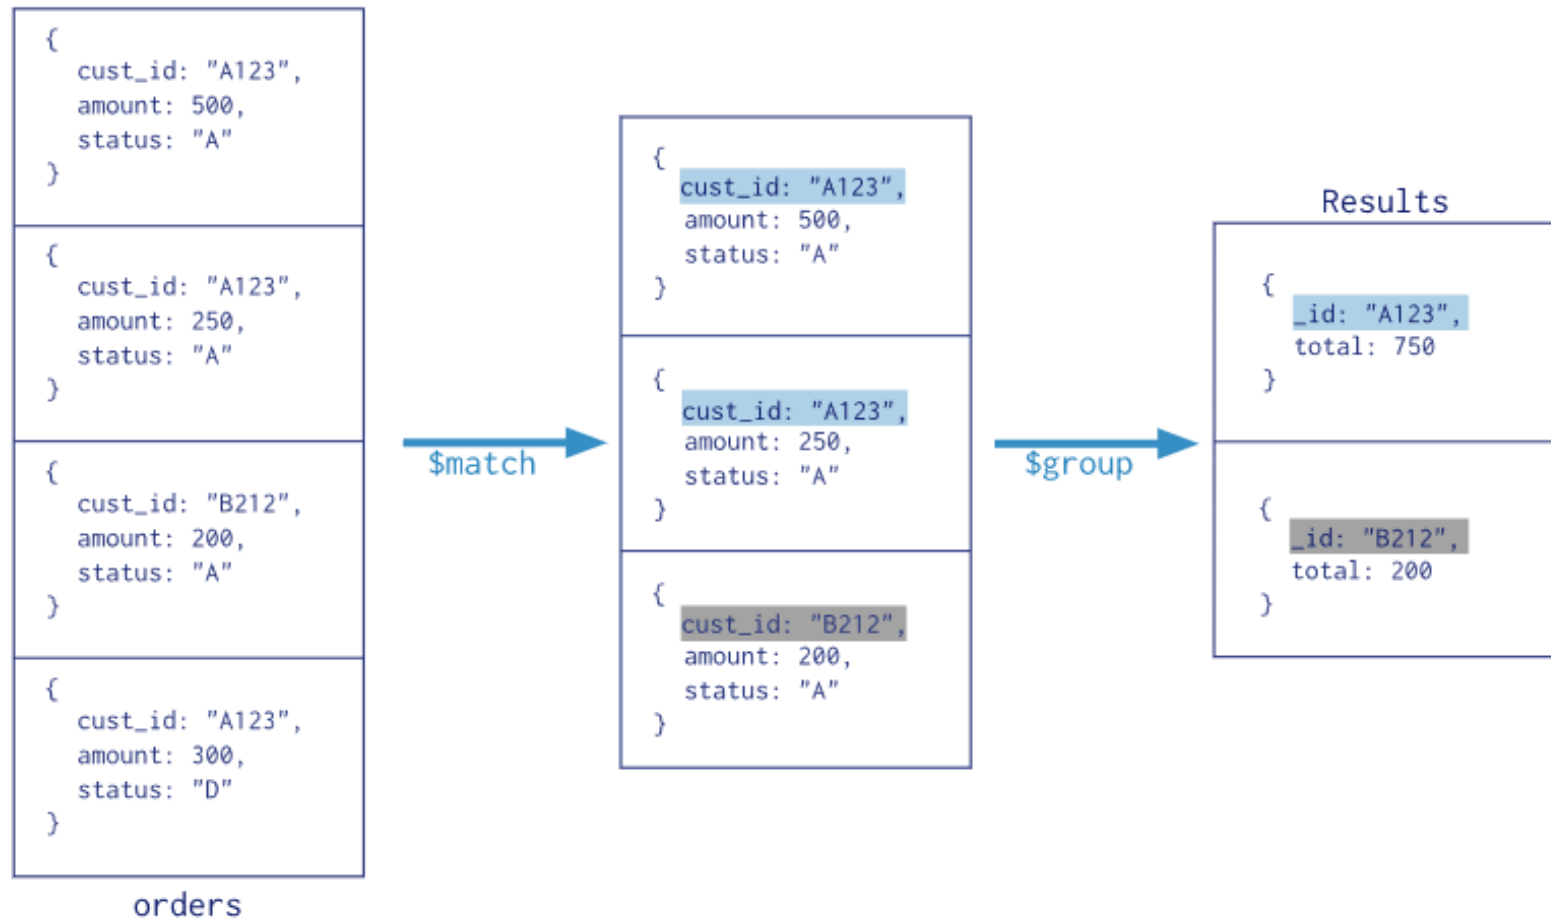 {
cust_id: "A123",
amount: 500,
status: "A"
}
{
cust_id: "A123",
amount: 250,
status: "A"
}
{
cust_id: "B212",
amount: 200,
status: "A"
}
{
cust_id: "A123",
amount: 300,
status: "D"
}
orders
$match
{
cust_id: "A123",
amount: 500,
status: "A"
}
{
cust_id: "A123",
amount: 250,
status: "A"
}
{
cust_id: "B212",
amount: 200,
status: "A"
}
$group
Results
{
_id: "A123",
total: 750
}
{
_id: "B212",
total: 200
}